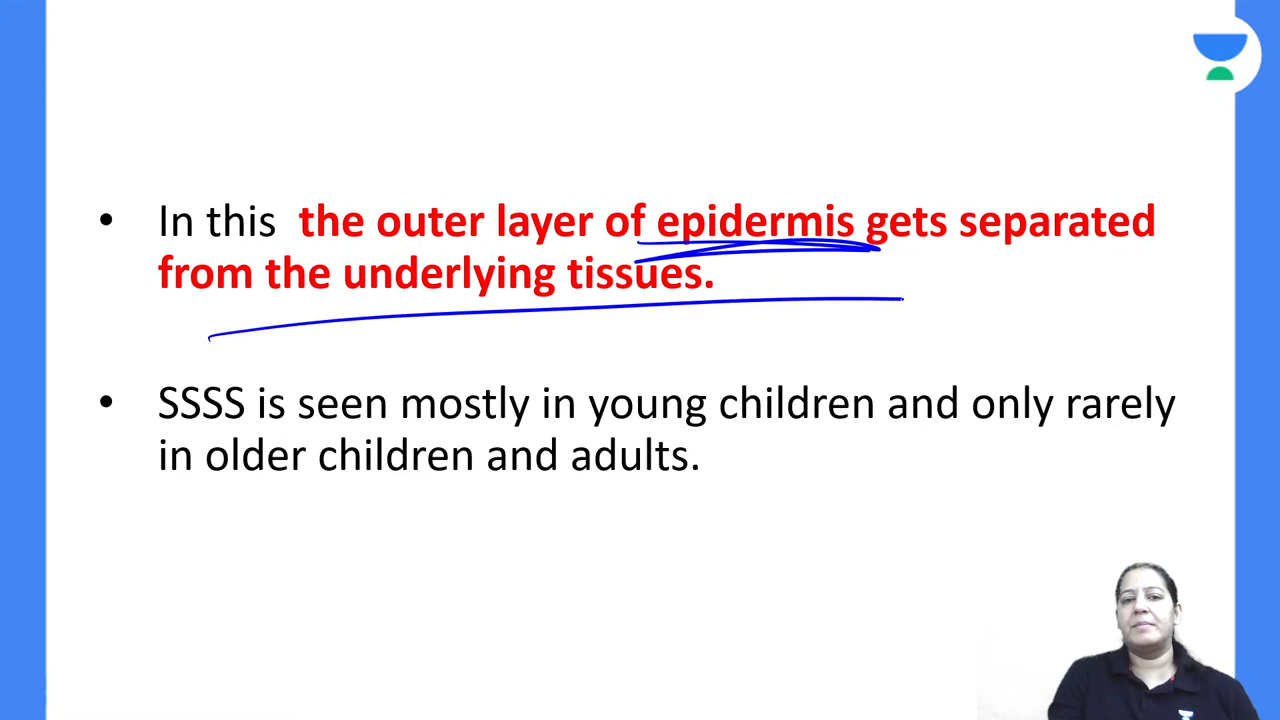 • In this the outer layer of epidermis gets separated
from the underlying tissues.
• SSSS is seen mostly in young children and only rarely
in older children and adults.